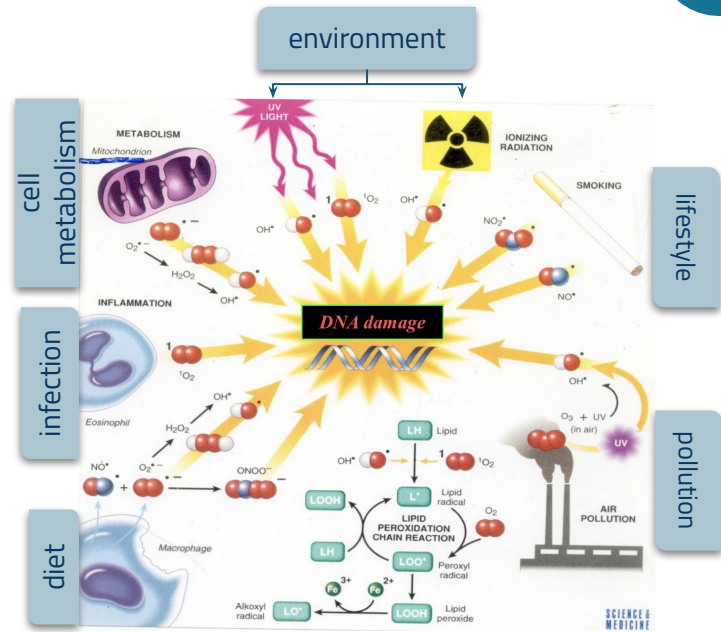 environment
cell
metabolism
infection
diet
lifestyle
pollution
METABOLISM
Mitochondrion
UV
LIGHT
IONIZING
RADIATION
SMOKING
OH•
1
¹O₂
OH•
NO₂•
NO•
•−
O₂•−
H₂O₂
OH•
INFLAMMATION
1
¹O₂
Eosinophil
DNA damage
OH•
O₃ + UV
(in air)
UV
AIR
POLLUTION
OH•
H₂O₂
NO•
+
O₂•−
ONOO−
Macrophage
LH
Lipid
OH•
1
¹O₂
LOOH
L•
Lipid
radical
O₂
LIPID
PEROXIDATION
CHAIN REACTION
LH
LOO•
Peroxyl
radical
Fe 3+
Fe 2+
Alkoxyl
radical
LO•
LOOH
Lipid
peroxide
SCIENCE &
MEDICINE